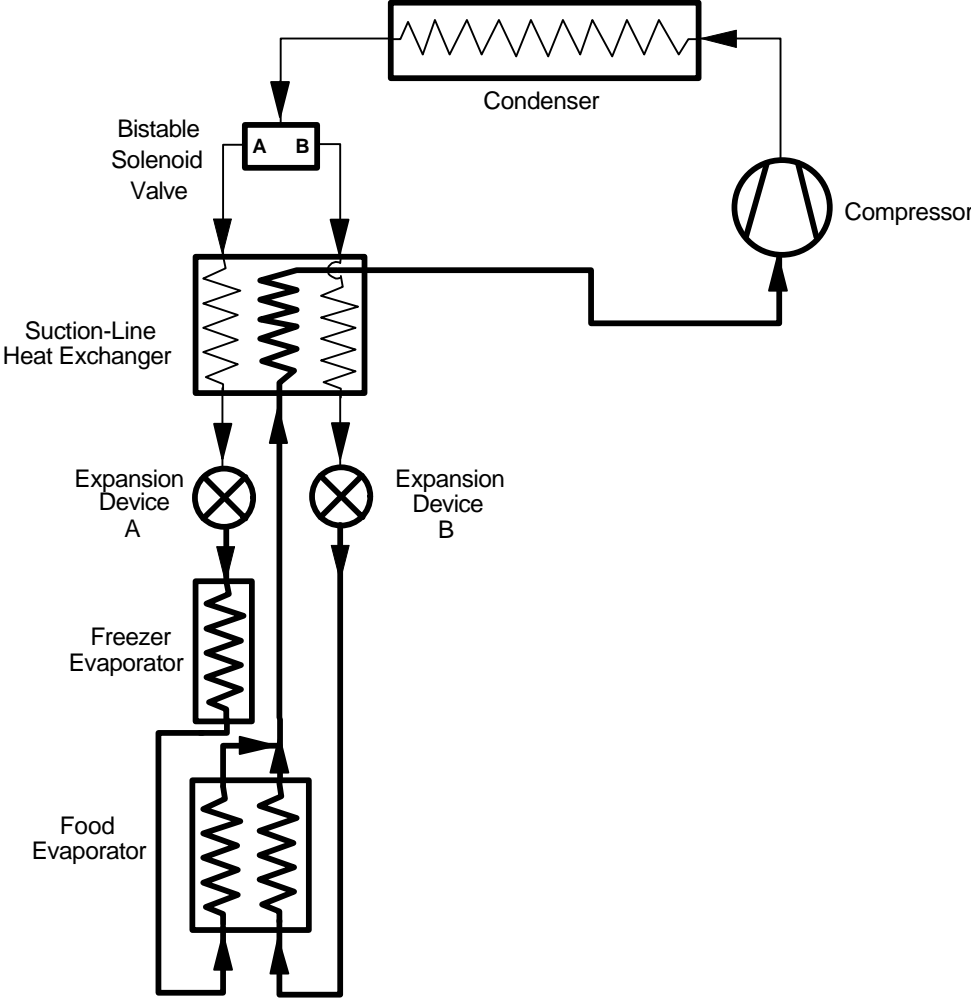 Condenser
Bistable
Solenoid
Valve
A B
Compressor
Suction-Line
Heat Exchanger
Expansion
Device
A
Expansion
Device
B
Freezer
Evaporator
Food
Evaporator